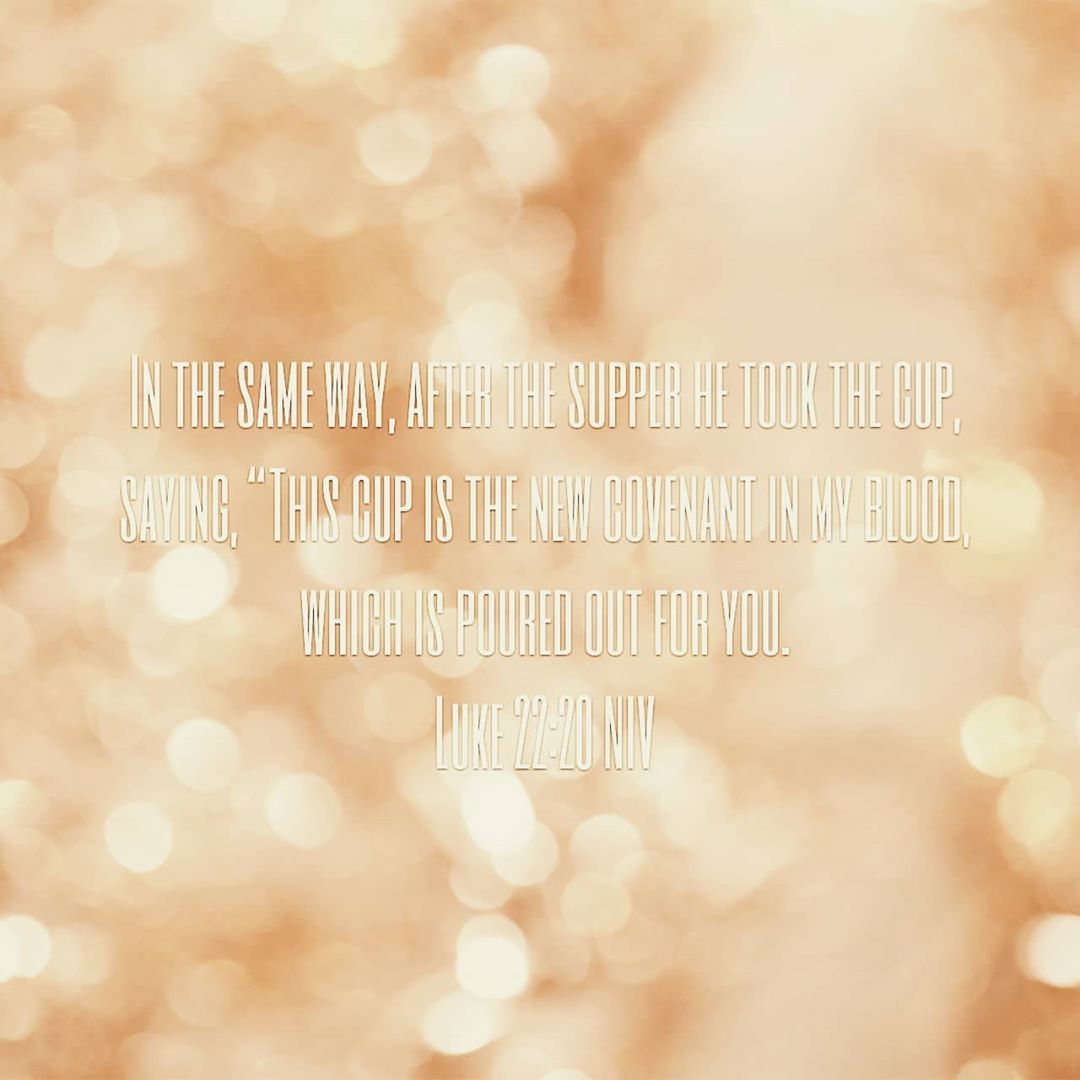 In the same way, after the supper he took the cup,
saying, “This cup is the new covenant in my blood,
which is poured out for you.
Luke 22:20 NIV